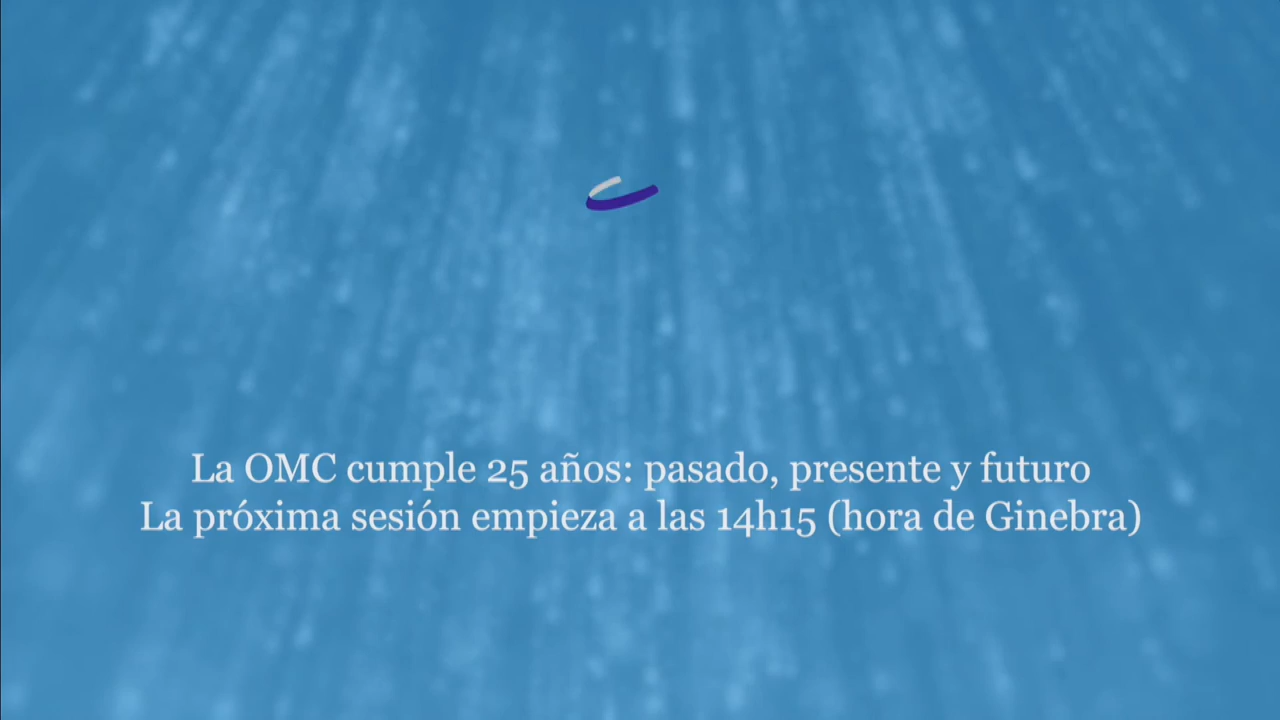 La OMC cumple 25 años: pasado, presente y futuro
La próxima sesión empieza a las 14h15 (hora de Ginebra)